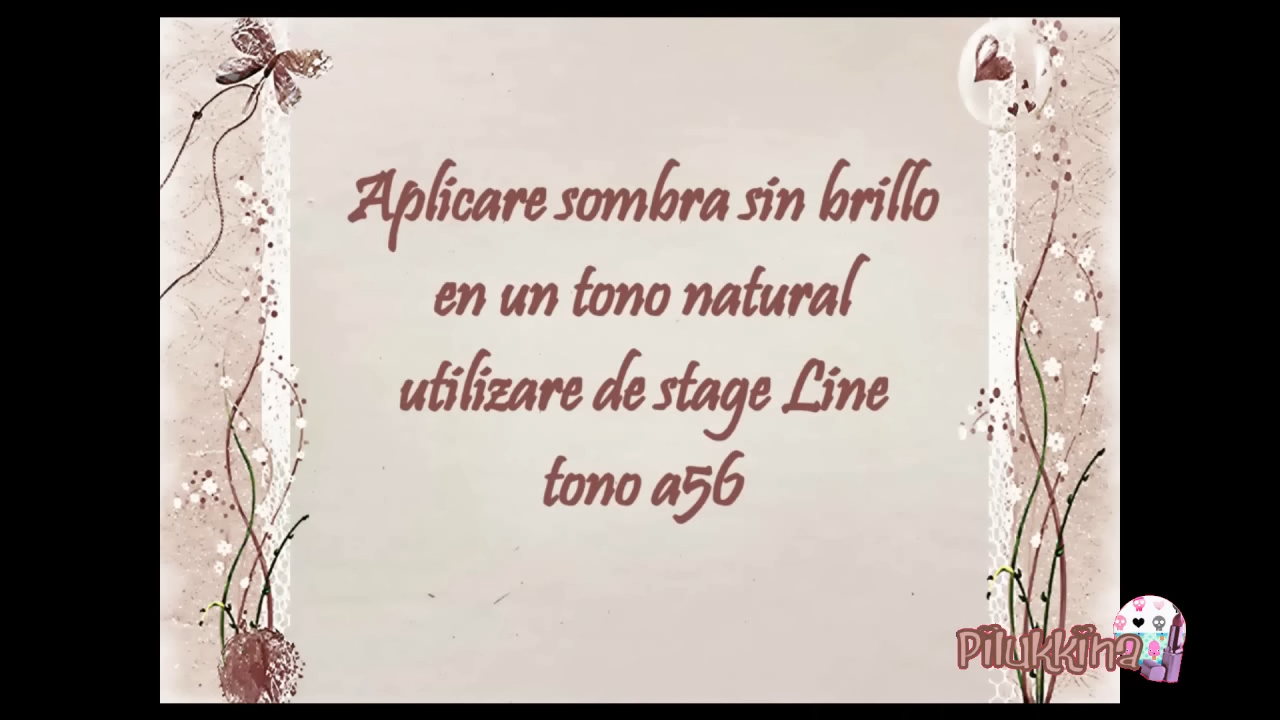 Aplicare sombra sin brillo
en un tono natural
utilizare de stage Line
tono a56
Pilukkina